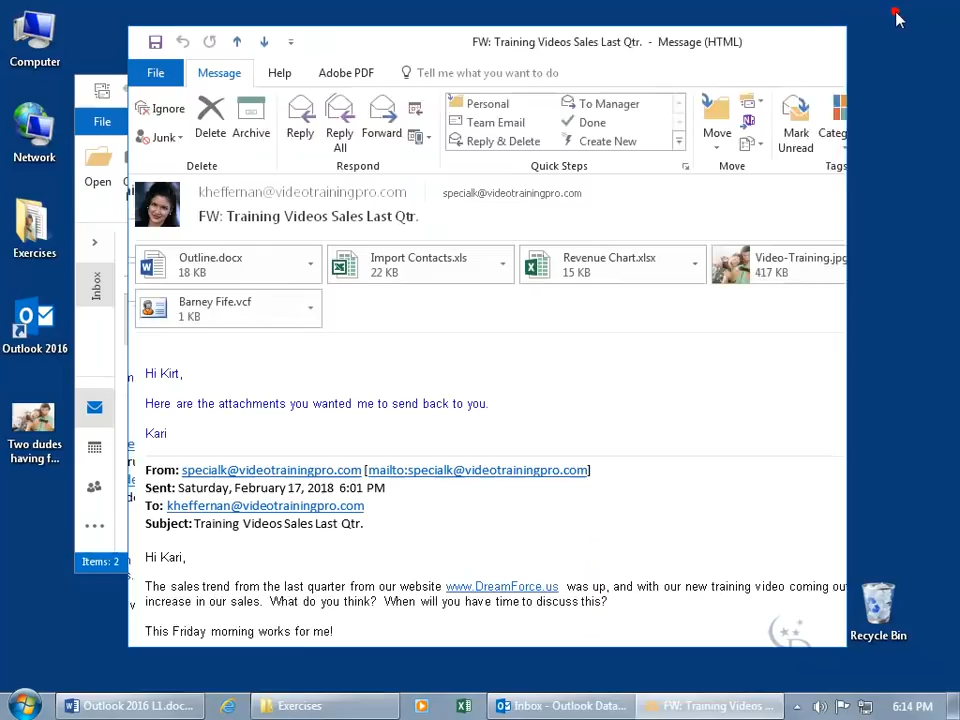 FW: Training Videos Sales Last Qtr. - Message (HTML)
File Message Help Adobe PDF Tell me what you want to do
Ignore
Junk
Delete
Archive
Reply
Reply All
Forward
Personal
Team Email
Reply & Delete
To Manager
Done
Create New
Move
Mark Unread
Categ
Delete
Respond
Quick Steps
Move
Tags
kheffernan@videotrainingpro.com specialk@videotrainingpro.com
FW: Training Videos Sales Last Qtr.
Outline.docx
18 KB
Import Contacts.xls
22 KB
Revenue Chart.xlsx
15 KB
Video-Training.jpg
417 KB
Barney Fife.vcf
1 KB
Hi Kirt,
Here are the attachments you wanted me to send back to you.
Kari
From: specialk@videotrainingpro.com [mailto:specialk@videotrainingpro.com]
Sent: Saturday, February 17, 2018 6:01 PM
To: kheffernan@videotrainingpro.com
Subject: Training Videos Sales Last Qtr.
Hi Kari,
The sales trend from the last quarter from our website www.DreamForce.us was up, and with our new training video coming out
increase in our sales. What do you think? When will you have time to discuss this?
This Friday morning works for me!
Computer
Network
Exercises
Outlook 2016
Two dudes
having f...
File
Open
Inbox
Items: 2
Recycle Bin
Outlook 2016 L1.doc...
Exercises
Inbox - Outlook Data...
FW: Training Videos ...
6:14 PM